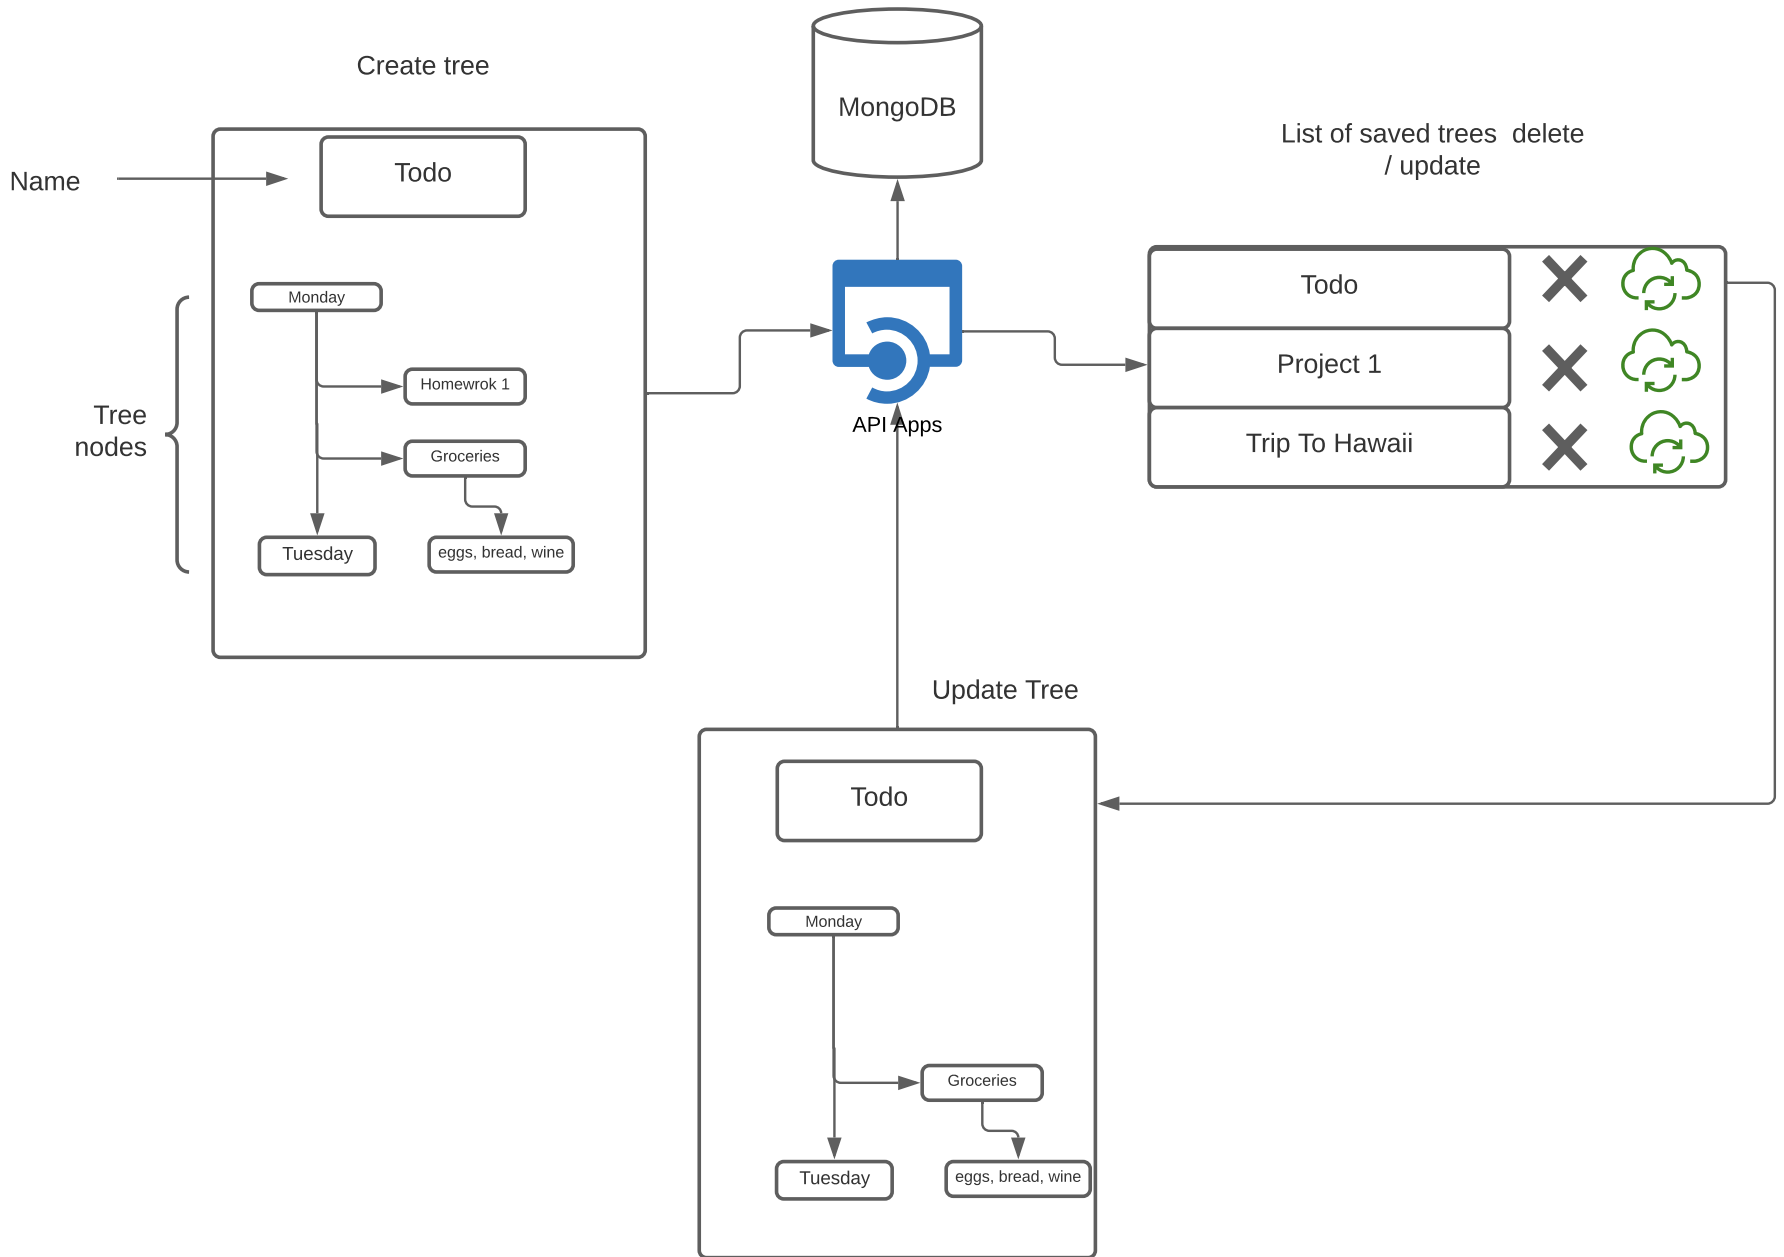 Create tree
Name
Todo
Tree
nodes
Monday
Homewrok 1
Groceries
Tuesday
eggs, bread, wine
MongoDB
API Apps
List of saved trees  delete
/ update
Todo
Project 1
Trip To Hawaii
Update Tree
Todo
Monday
Groceries
Tuesday
eggs, bread, wine